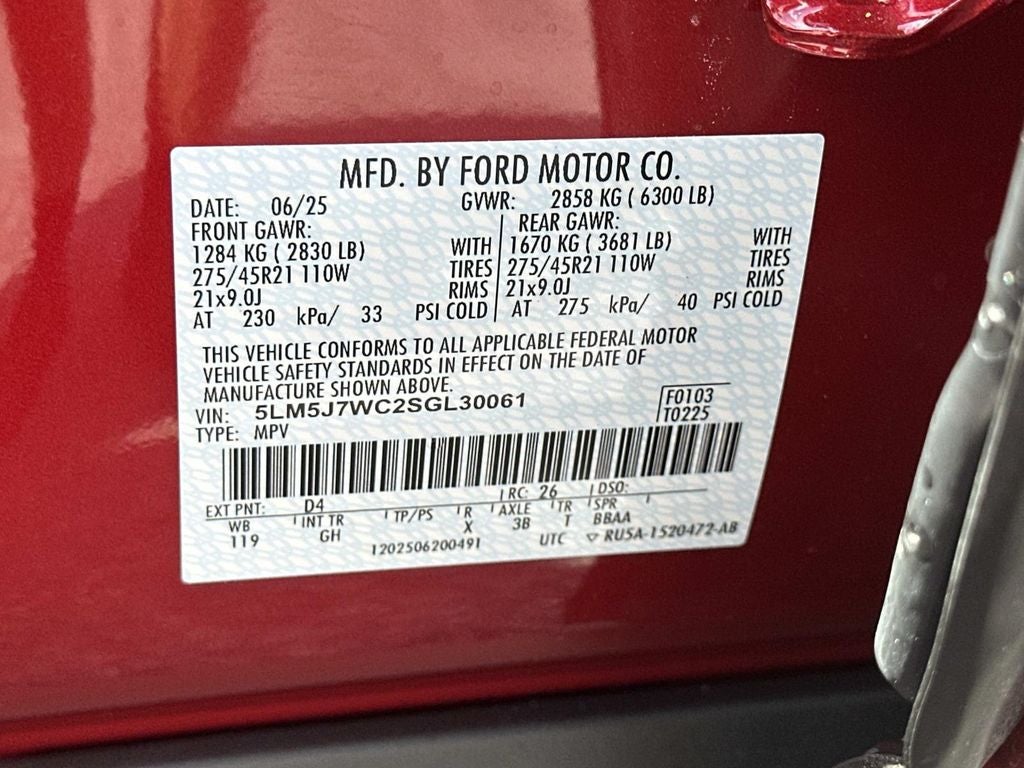 MFD. BY FORD MOTOR CO.
DATE: 06/25 GVWR: 2858 KG ( 6300 LB)
FRONT GAWR: REAR GAWR:
1284 KG ( 2830 LB) WITH 1670 KG ( 3681 LB) WITH
275/45R21 110W TIRES 275/45R21 110W TIRES
21x9.0J RIMS 21x9.0J RIMS
AT 230 kPa/ 33 PSI COLD AT 275 kPa/ 40 PSI COLD
THIS VEHICLE CONFORMS TO ALL APPLICABLE FEDERAL MOTOR
VEHICLE SAFETY STANDARDS IN EFFECT ON THE DATE OF
MANUFACTURE SHOWN ABOVE.
VIN: 5LM5J7WC2SGL30061 F0103
TYPE: MPV T0225
EXT PNT: D4 RC: 26 DSO:
WB INT TR TP/PS R AXLE TR SPR
119 GH X 3B T BBAA
1202506200491 UTC ▽ RU5A-1520472-AB